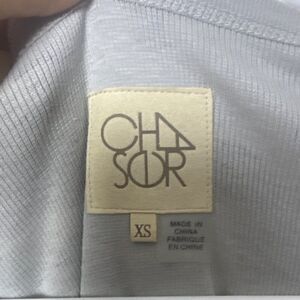 CHA
SER
XS
MADE IN
CHINA
FABRIQUE
EN CHINE